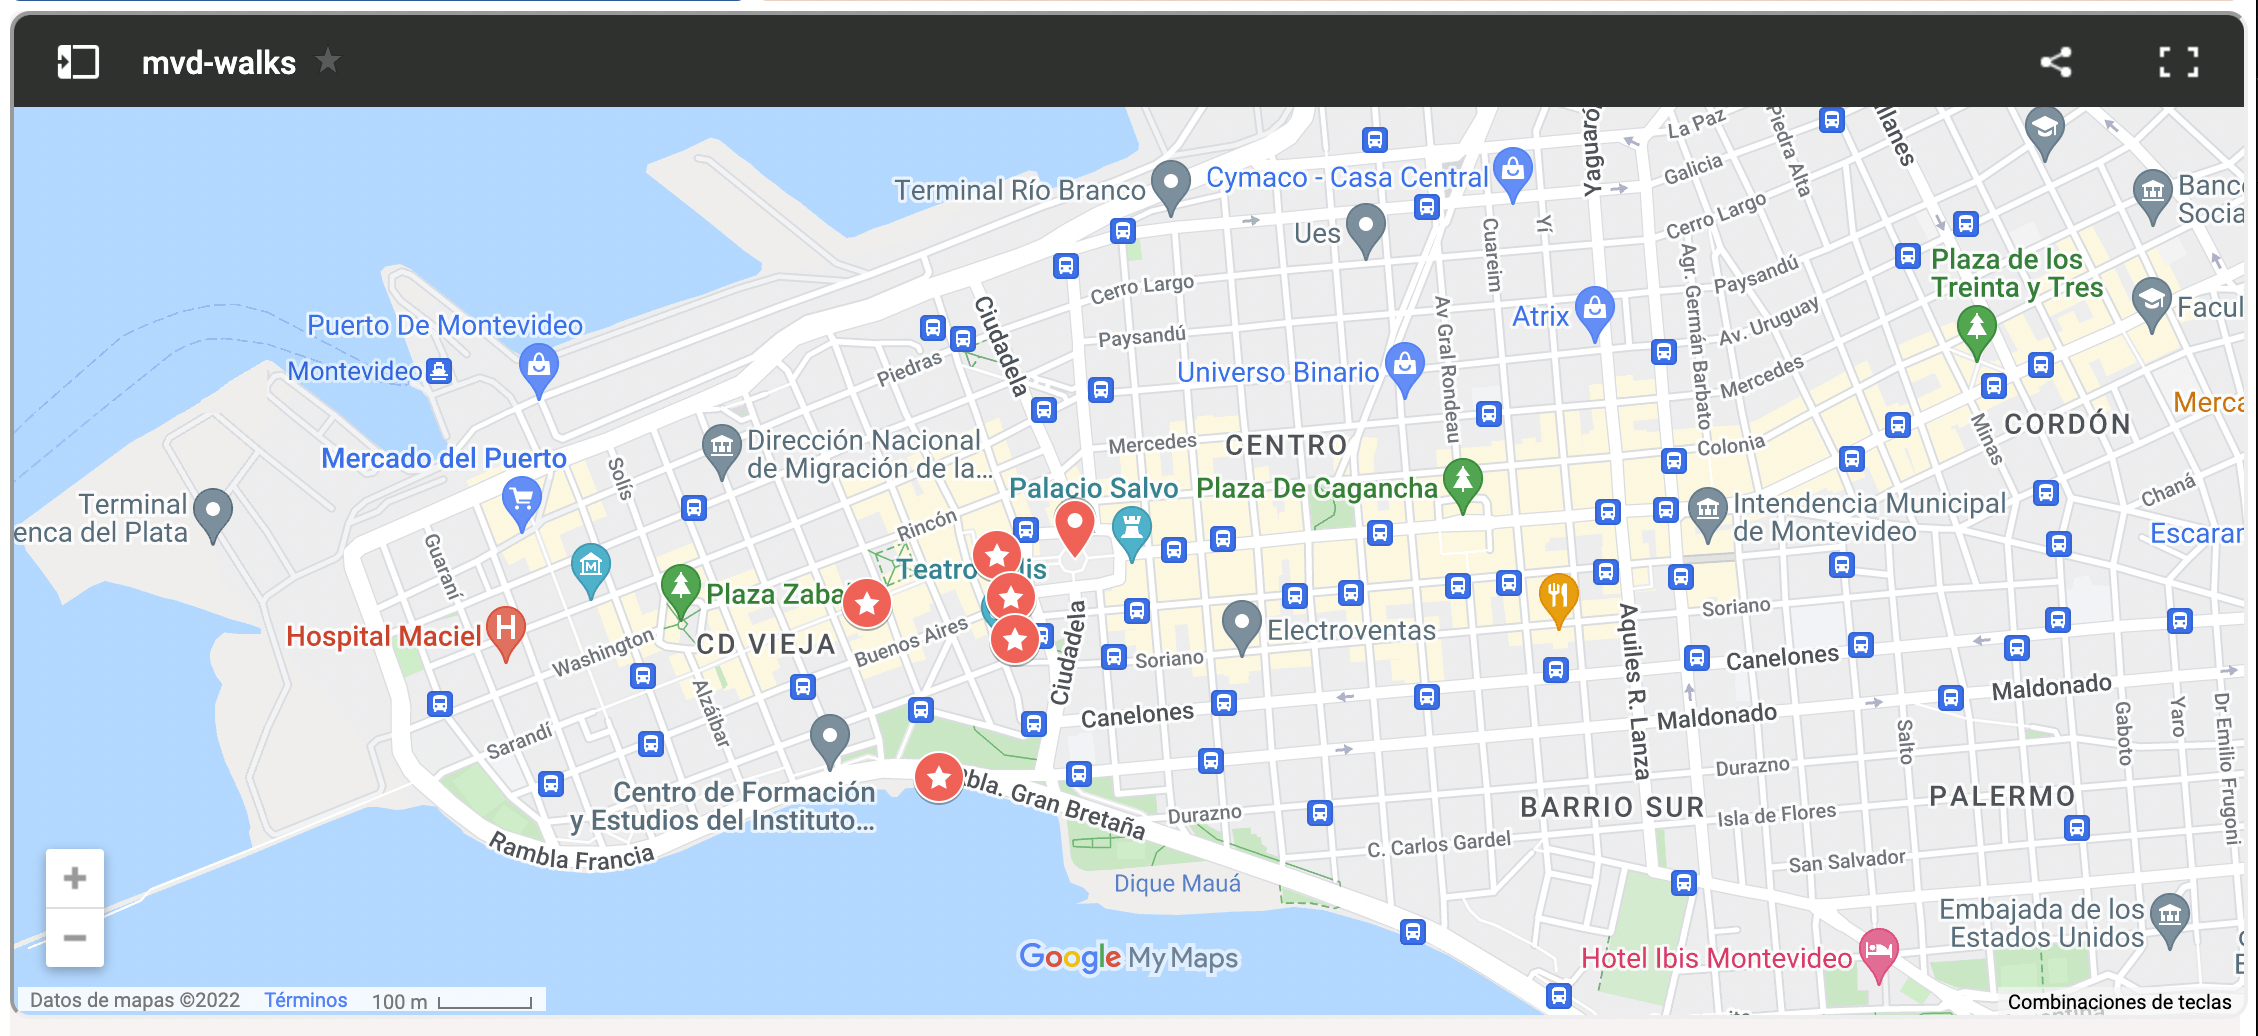 mvd-walks
La Paz
Piedra Alta
Yaguarón
Galicia
Terminal Río Branco
Cymaco - Casa Central
Banco
Social
Cerro Largo
Ues
Yí
Cuareim
Agr. Germán Barbato
Plaza de los
Treinta y Tres
Paysandú
Cerro Largo
Ciudadela
Av Gral Rondeau
Atrix
Av. Uruguay
Facul
Puerto De Montevideo
Montevideo
Paysandú
Piedras
Universo Binario
Mercedes
Merca
Minas
CORDÓN
Dirección Nacional
de Migración de la...
Mercedes
CENTRO
Colonia
Mercado del Puerto
Solís
Palacio Salvo
Plaza De Cagancha
Chaná
Terminal
enca del Plata
Intendencia Municipal
de Montevideo
Rincón
Escarar
Guaraní
Teatro
lis
Plaza Zaba
Soriano
Hospital Maciel
H
M
CD VIEJA
Washington
Buenos Aires
Ciudadela
Electroventas
Aquiles R. Lanza
Soriano
Canelones
Maldonado
Alzáibar
Canelones
Maldonado
Salto
Gaboto
Yaro
Dr. Emilio Frugoni
Sarandí
Durazno
Centro de Formación
y Estudios del Instituto...
bla. Gran Bretaña
Durazno
BARRIO SUR
Isla de Flores
PALERMO
Rambla Francia
C. Carlos Gardel
San Salvador
Dique Mauá
Embajada de los
Estados Unidos
Google My Maps
Hotel Ibis Montevideo
Datos de mapas ©2022
Términos
100 m
Combinaciones de teclas